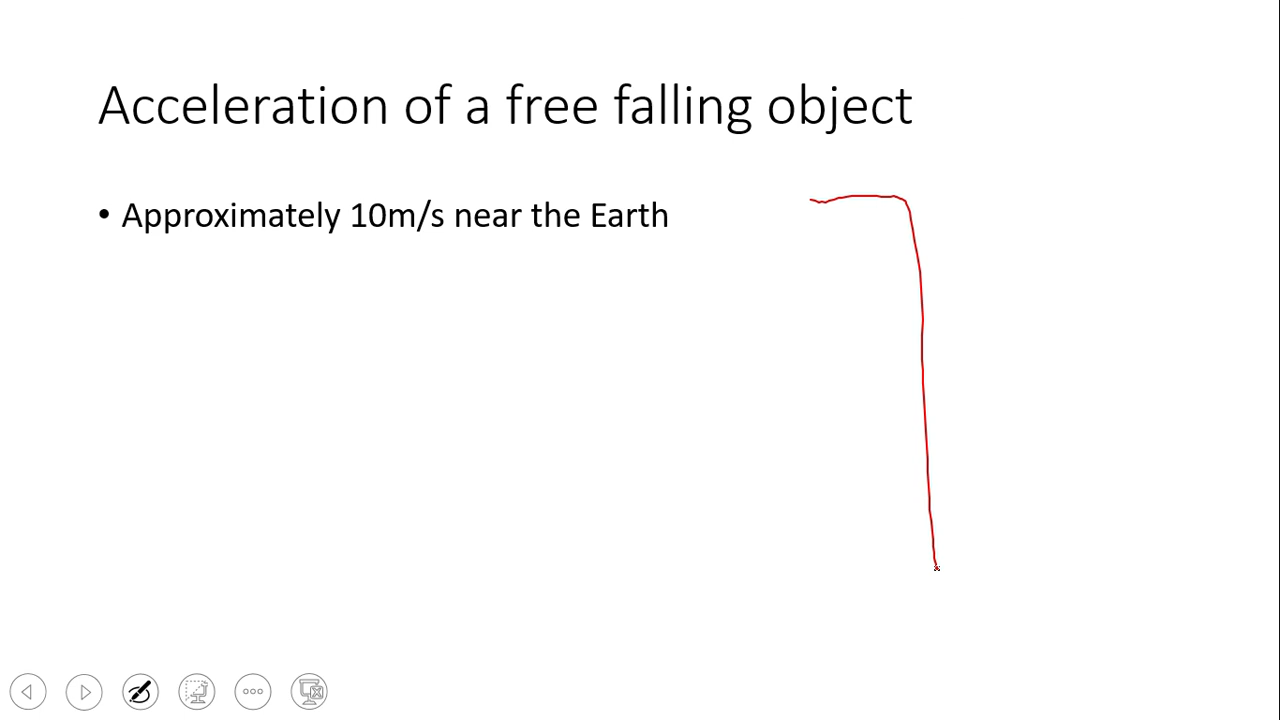 Acceleration of a free falling object
• Approximately 10m/s near the Earth